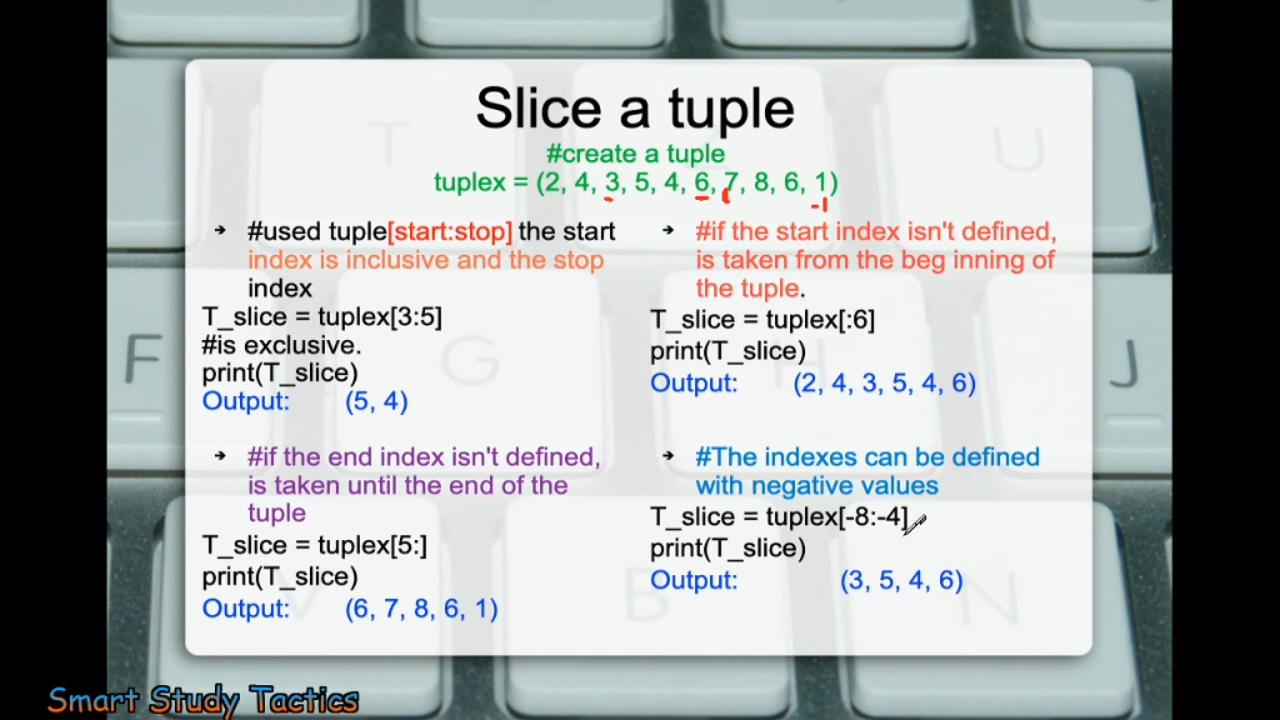 Slice a tuple
#create a tuple
tuplex = (2, 4, 3, 5, 4, 6, 7, 8, 6, 1)
-1
➔ #used tuple[start:stop] the start
index is inclusive and the stop
index
T_slice = tuplex[3:5]
#is exclusive.
print(T_slice)
Output: (5, 4)
➔ #if the start index isn't defined,
is taken from the beg inning of
the tuple.
T_slice = tuplex[:6]
print(T_slice)
Output: (2, 4, 3, 5, 4, 6)
➔ #if the end index isn't defined,
is taken until the end of the
tuple
T_slice = tuplex[5:]
print(T_slice)
Output: (6, 7, 8, 6, 1)
➔ #The indexes can be defined
with negative values
T_slice = tuplex[-8:-4]
print(T_slice)
Output: (3, 5, 4, 6)
T
U
F
G
H
J
V
B
N
Smart Study Tactics